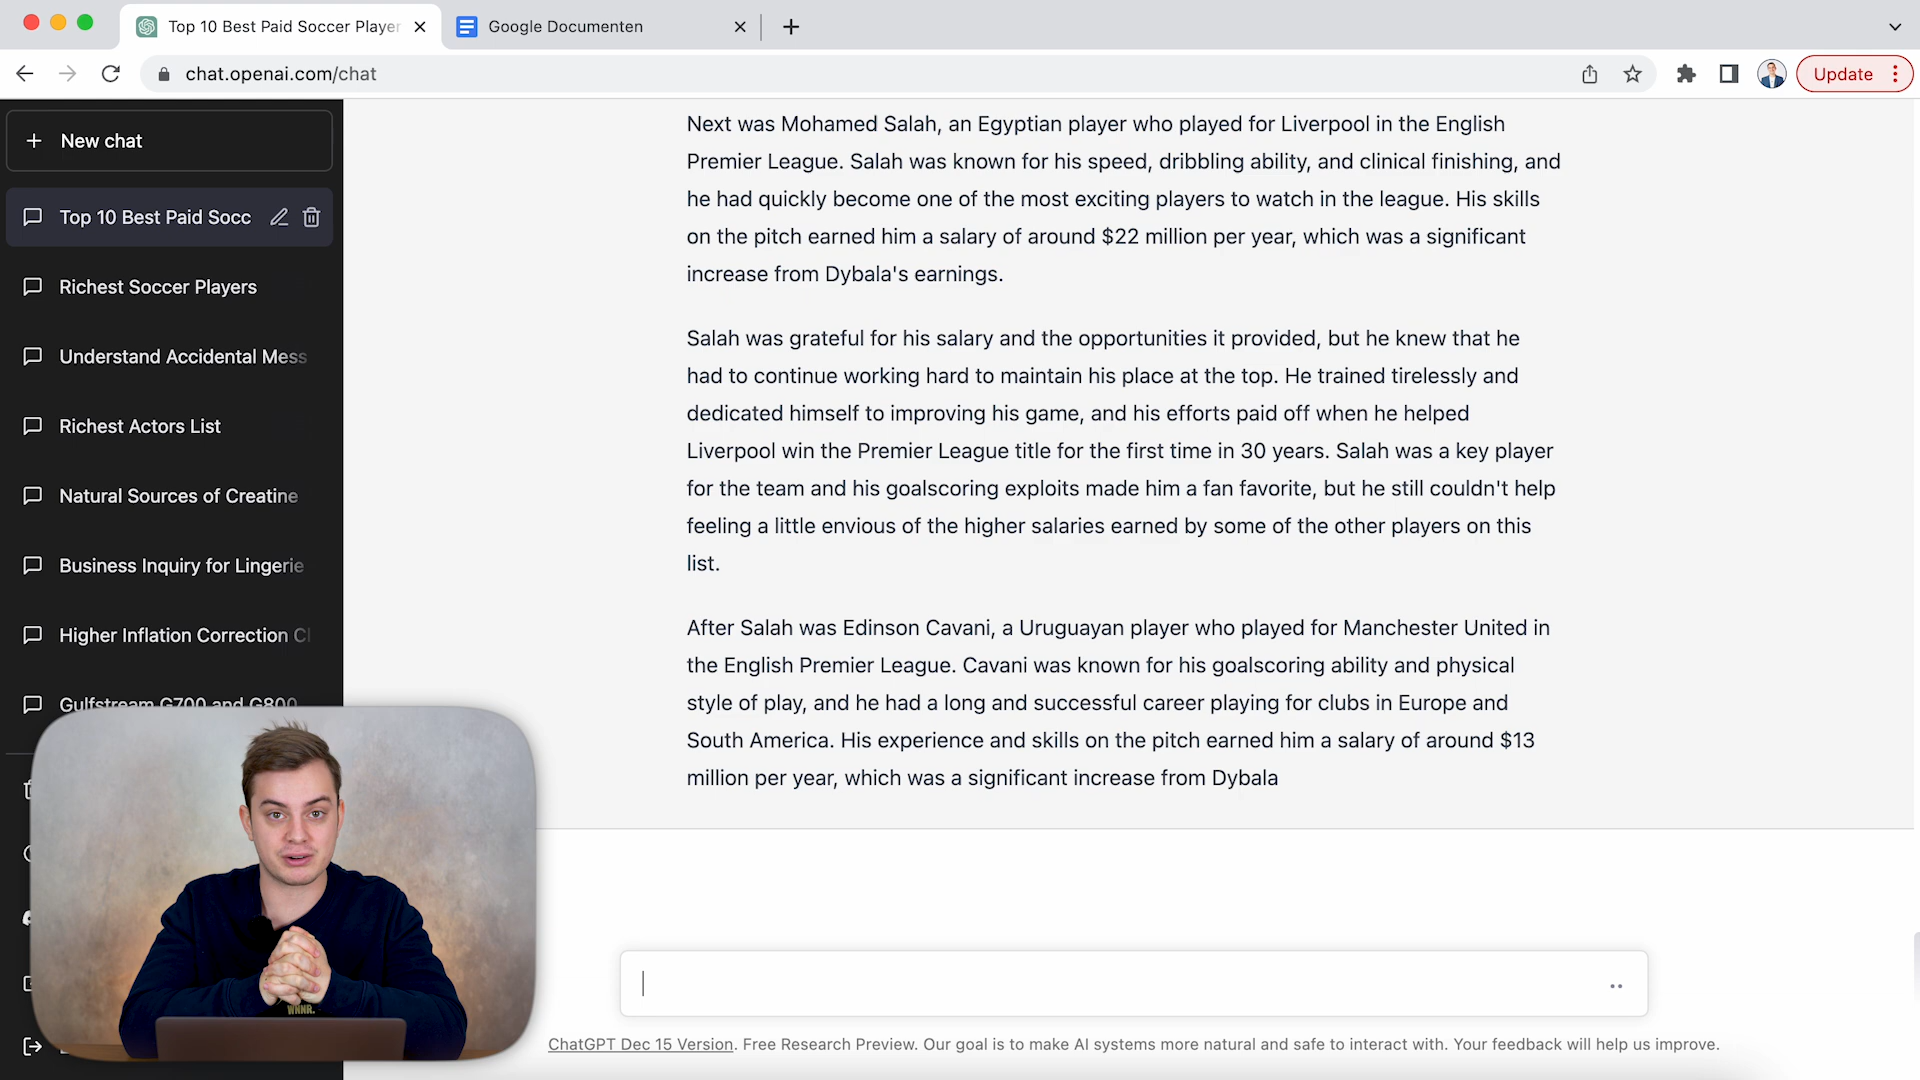 Top 10 Best Paid Soccer Player
Google Documenten
chat.openai.com/chat
Update
New chat
Top 10 Best Paid Socc
Richest Soccer Players
Understand Accidental Mess
Richest Actors List
Natural Sources of Creatine
Business Inquiry for Lingerie
Higher Inflation Correction Cl
Gulfstream G700 and G800
Next was Mohamed Salah, an Egyptian player who played for Liverpool in the English
Premier League. Salah was known for his speed, dribbling ability, and clinical finishing, and
he had quickly become one of the most exciting players to watch in the league. His skills
on the pitch earned him a salary of around $22 million per year, which was a significant
increase from Dybala's earnings.
Salah was grateful for his salary and the opportunities it provided, but he knew that he
had to continue working hard to maintain his place at the top. He trained tirelessly and
dedicated himself to improving his game, and his efforts paid off when he helped
Liverpool win the Premier League title for the first time in 30 years. Salah was a key player
for the team and his goalscoring exploits made him a fan favorite, but he still couldn't help
feeling a little envious of the higher salaries earned by some of the other players on this
list.
After Salah was Edinson Cavani, a Uruguayan player who played for Manchester United in
the English Premier League. Cavani was known for his goalscoring ability and physical
style of play, and he had a long and successful career playing for clubs in Europe and
South America. His experience and skills on the pitch earned him a salary of around $13
million per year, which was a significant increase from Dybala
WNNR.
ChatGPT Dec 15 Version. Free Research Preview. Our goal is to make AI systems more natural and safe to interact with. Your feedback will help us improve.